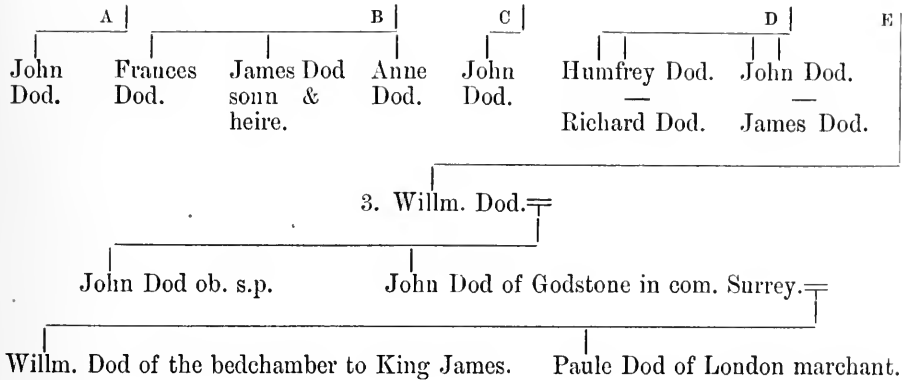 A B C D E
John Frances James Dod Anne John Humfrey Dod. John Dod.
Dod. Dod. sonn & Dod. Dod.
heire. Richard Dod. James Dod.
3. Willm. Dod.
John Dod ob. s.p. John Dod of Godstone in com. Surrey.
Willm. Dod of the bedchamber to King James. Paule Dod of London marchant.